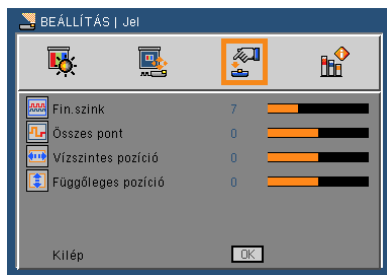 BEÁLLÍTÁS | Jel
Fin.szink 7
Összes pont 0
Vízszintes pozíció 0
Függőleges pozíció 0
Kilép OK